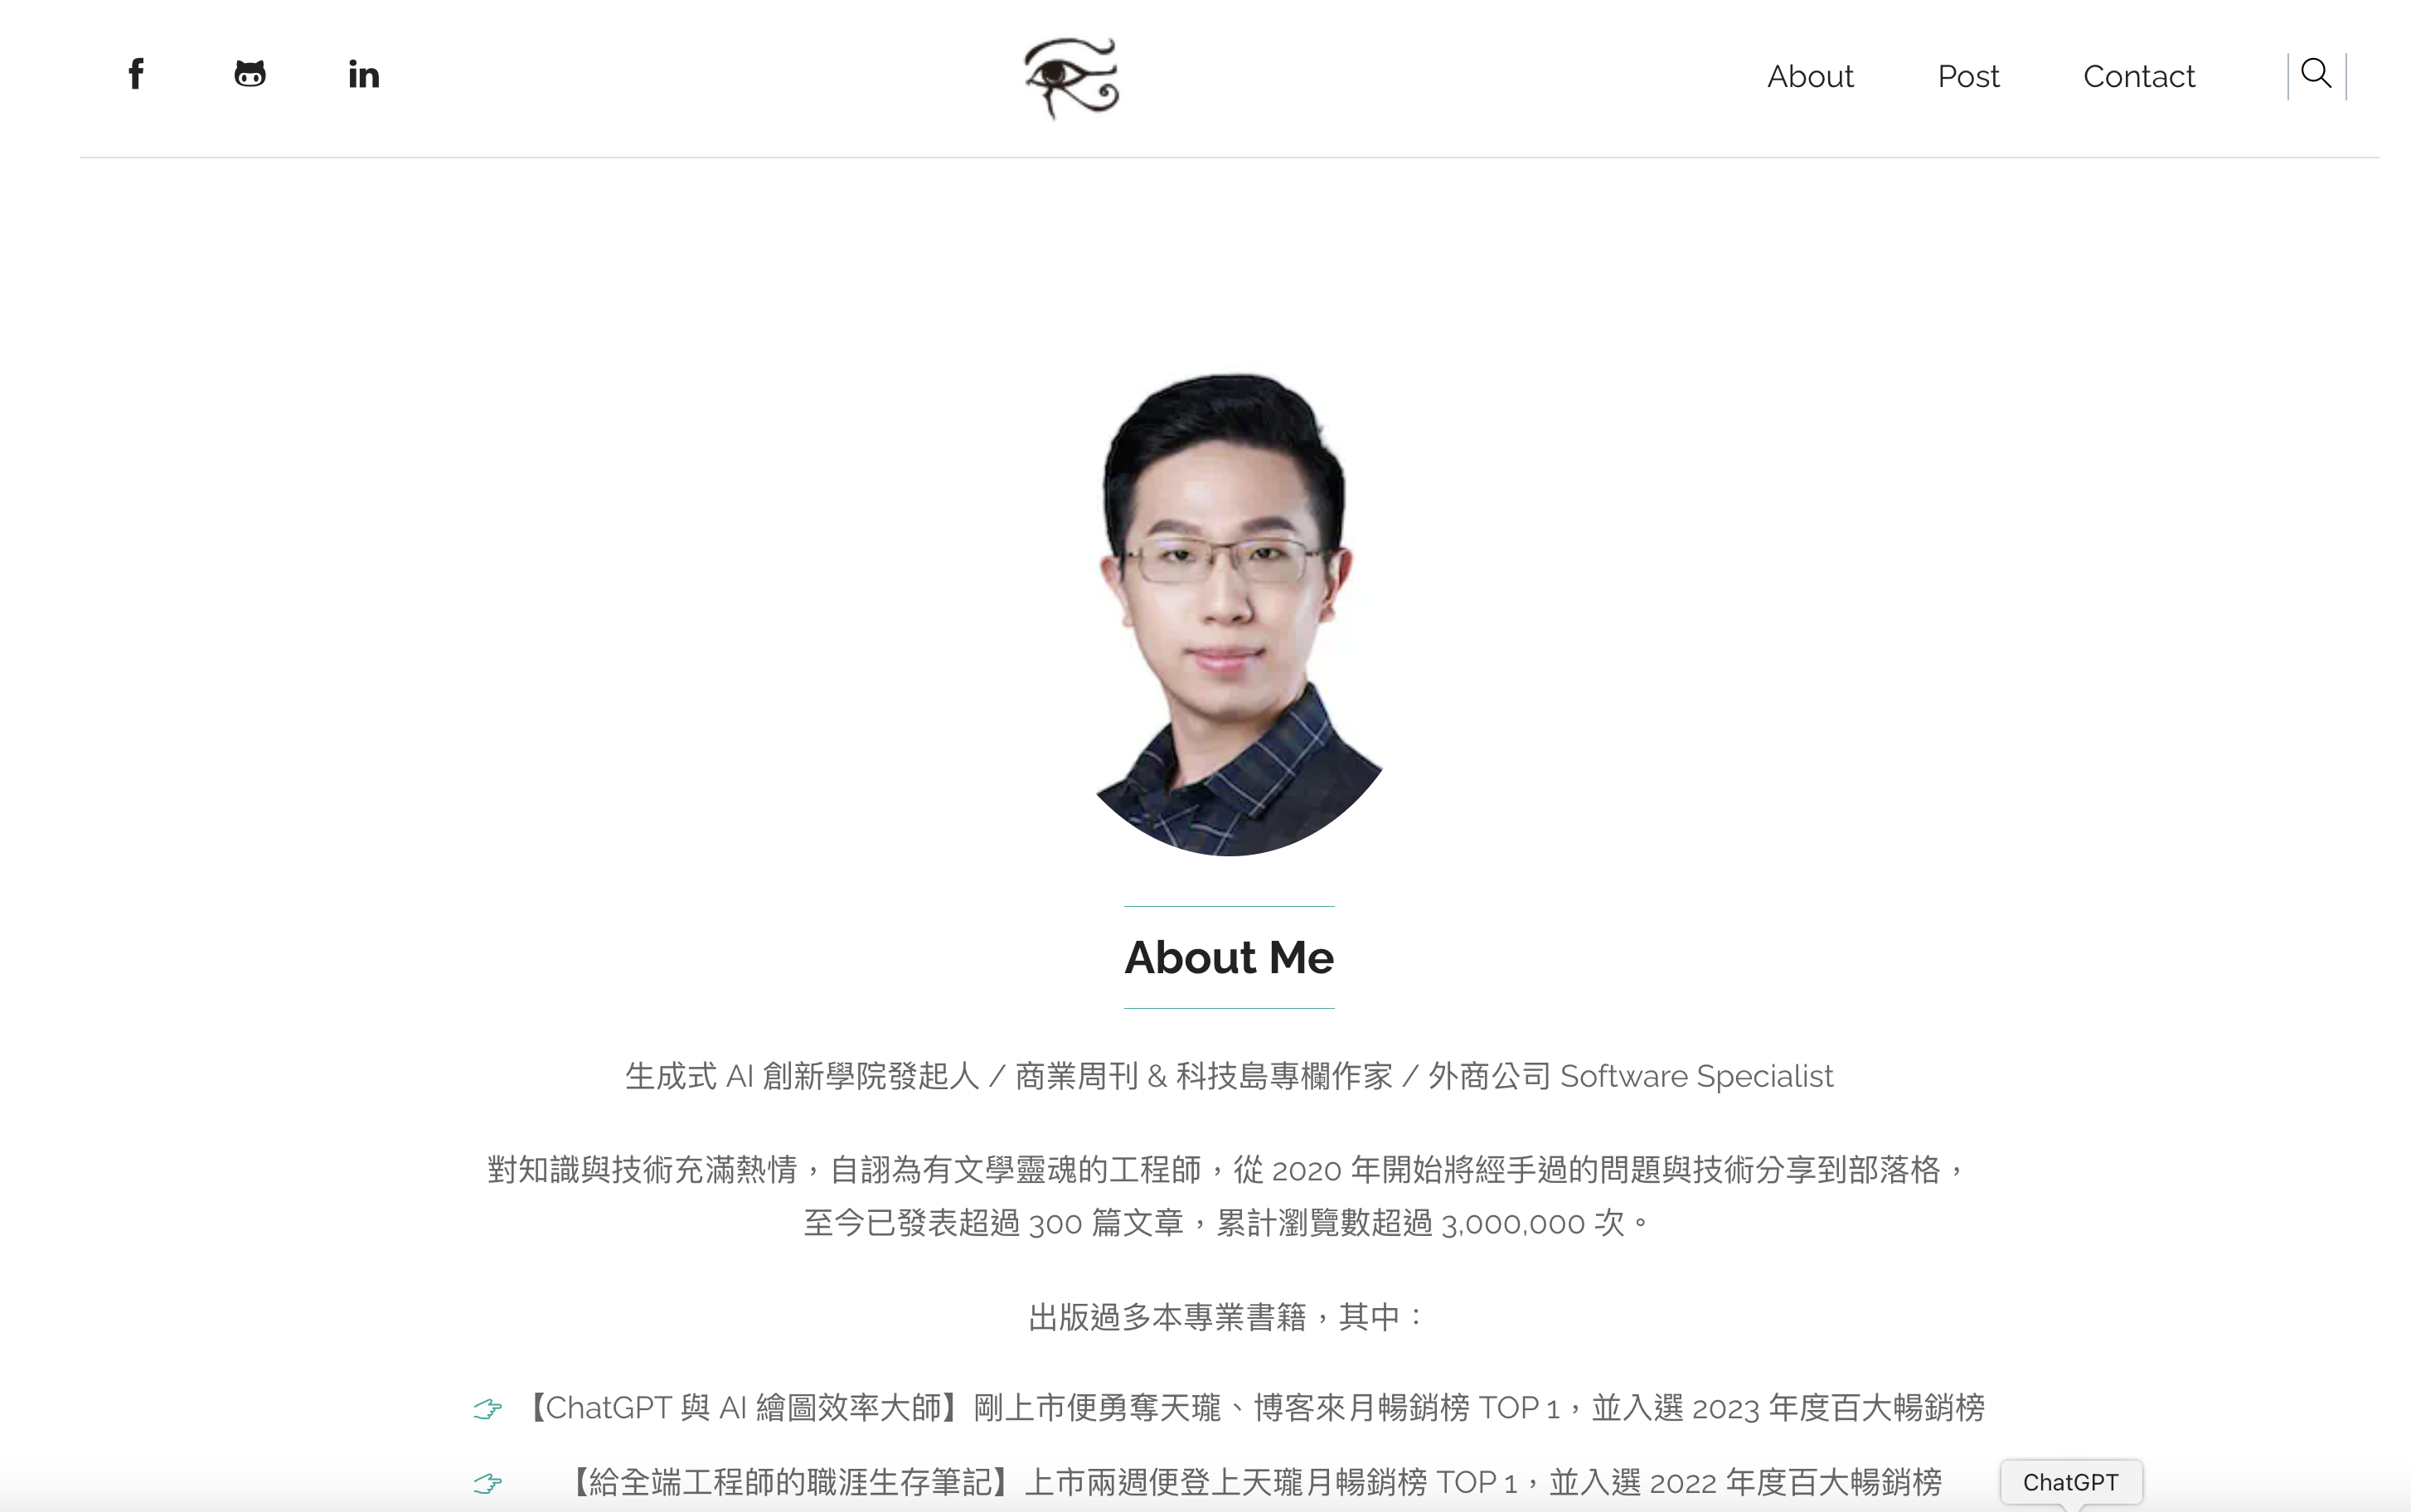 About Post Contact
About Me
生成式 AI 創新學院發起人 / 商業周刊 & 科技島專欄作家 / 外商公司 Software Specialist
對知識與技術充滿熱情，自詡為有文學靈魂的工程師，從 2020 年開始將經手過的問題與技術分享到部落格，
至今已發表超過 300 篇文章，累計瀏覽數超過 3,000,000 次。
出版過多本專業書籍，其中：
【ChatGPT 與 AI 繪圖效率大師】剛上市便勇奪天瓏、博客來月暢銷榜 TOP 1，並入選 2023 年度百大暢銷榜
【給全端工程師的職涯生存筆記】上市兩週便登上天瓏月暢銷榜 TOP 1，並入選 2022 年度百大暢銷榜
ChatGPT